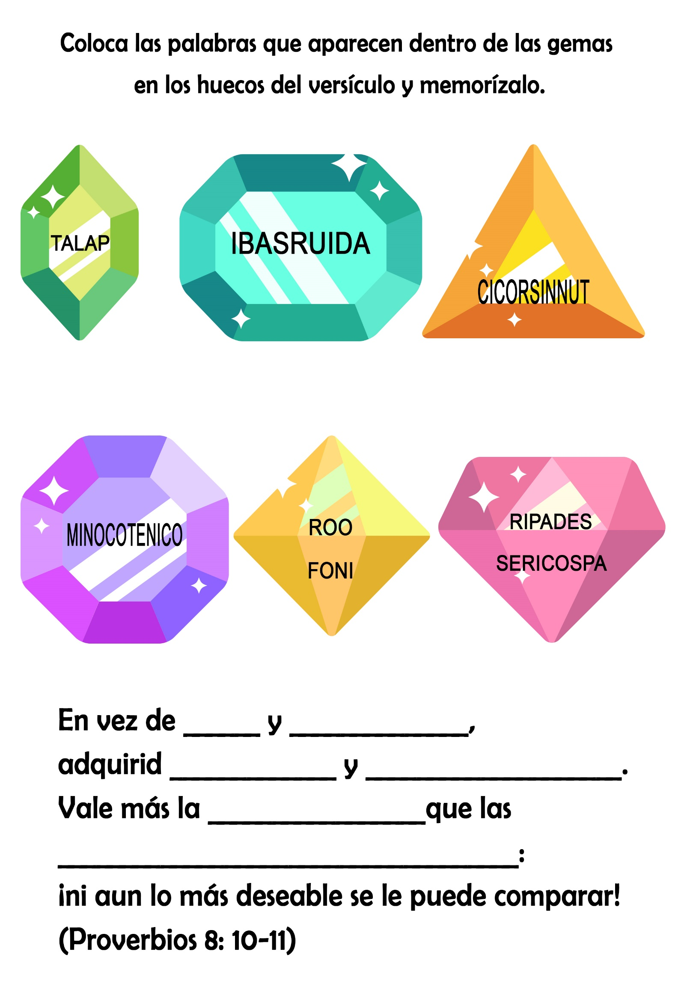 Coloca las palabras que aparecen dentro de las gemas
en los huecos del versículo y memorízalo.
TALAP
IBASRUIDA
CICORSINNUT
MINOCOTENICO
ROO
FONI
RIPADES
SERICOSPA
En vez de ______ y ______________,
adquirid _____________ y ____________________.
Vale más la _________________que las
____________________________________:
¡ni aun lo más deseable se le puede comparar!
(Proverbios 8: 10-11)